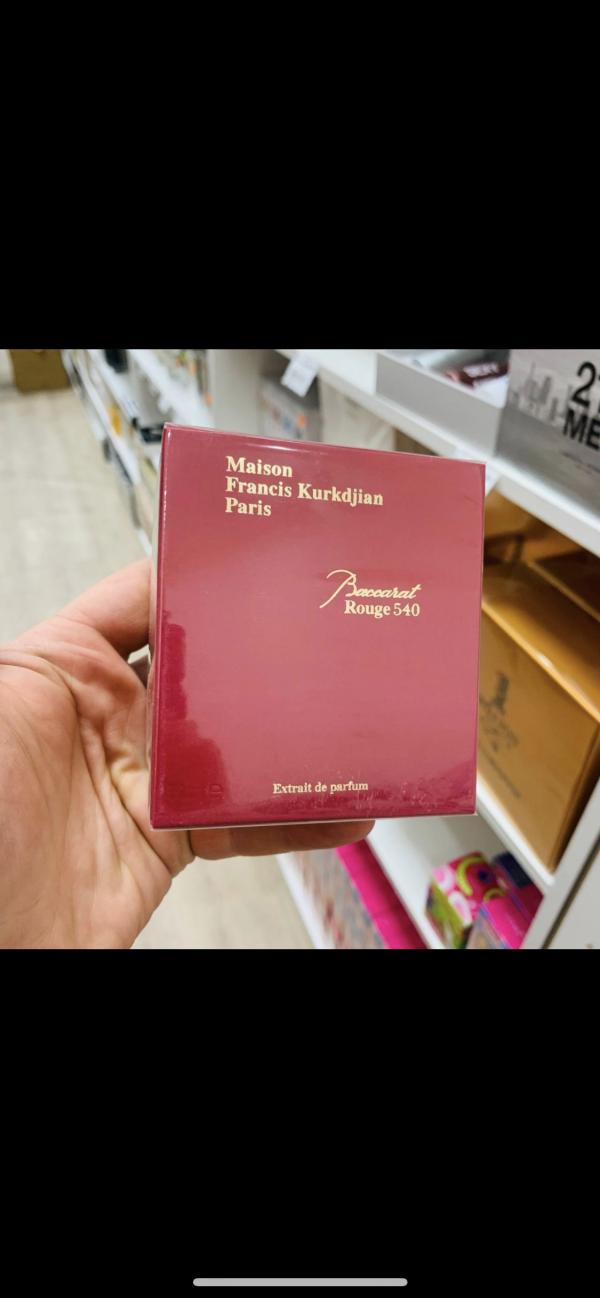 Maison
Francis Kurkdjian
Paris
Baccarat
Rouge 540
Extrait de parfum